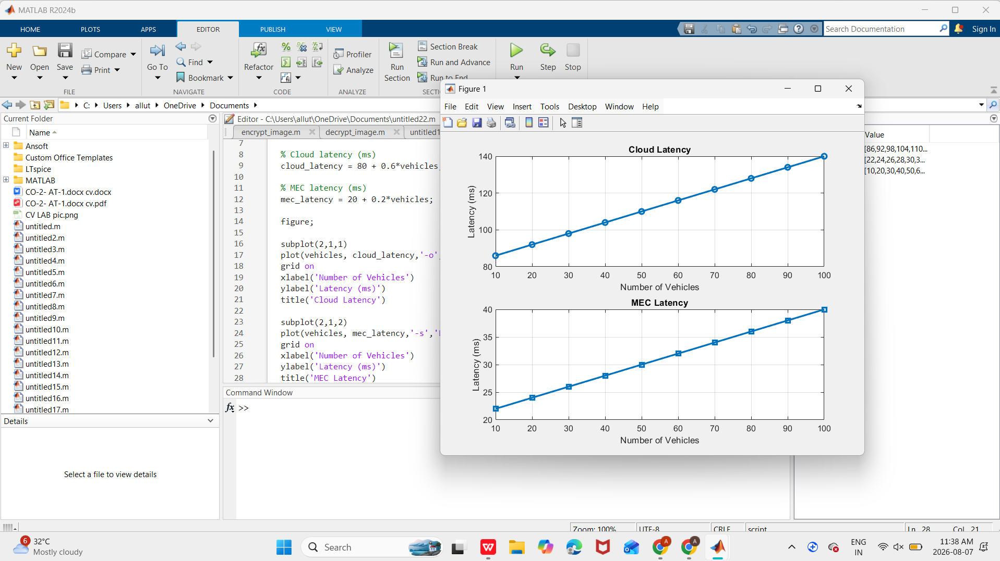 MATLAB R2024b
HOME PLOTS APPS EDITOR PUBLISH VIEW
Search Documentation
Sign In
New
Open
Save
Compare
Print
FILE
Go To
Find
Bookmark
NAVIGATE
Refactor
CODE
Profiler
Analyze
ANALYZE
Run
Section
Section Break
Run and Advance
Run to End
SECTI
Run
Step
Stop
C: Users allut OneDrive Documents
Current Folder
Name
Ansoft
Custom Office Templates
LTspice
MATLAB
CO-2- AT-1.docx cv.docx
CO-2- AT-1.docx cv.pdf
CV LAB pic.png
untitled.m
untitled2.m
untitled3.m
untitled4.m
untitled5.m
untitled6.m
untitled7.m
untitled8.m
untitled9.m
untitled10.m
untitled11.m
untitled12.m
untitled13.m
untitled14.m
untitled15.m
untitled16.m
untitled17.m
Details
Select a file to view details
Editor - C:\Users\allut\OneDrive\Documents\untitled22.m
encrypt_image.m decrypt_image.m untitled1
7
8 % Cloud latency (ms)
9 cloud_latency = 80 + 0.6*vehicles
10
11 % MEC latency (ms)
12 mec_latency = 20 + 0.2*vehicles;
13
14 figure;
15
16 subplot(2,1,1)
17 plot(vehicles, cloud_latency,'-o'
18 grid on
19 xlabel('Number of Vehicles')
20 ylabel('Latency (ms)')
21 title('Cloud Latency')
22
23 subplot(2,1,2)
24 plot(vehicles, mec_latency,'-s','
25 grid on
26 xlabel('Number of Vehicles')
27 ylabel('Latency (ms)')
28 title('MEC Latency')
Command Window
fx >>
Figure 1
File Edit View Insert Tools Desktop Window Help
Cloud Latency
Latency (ms)
140
120
100
80
10 20 30 40 50 60 70 80 90 100
Number of Vehicles
MEC Latency
Latency (ms)
40
35
30
25
20
10 20 30 40 50 60 70 80 90 100
Number of Vehicles
Value
[86,92,98,104,110...
[22,24,26,28,30,3...
[10,20,30,40,50,6...
Zoom: 100% UTF-8 CRLF script Ln 28 Col 21
6
32°C
Mostly cloudy
Search
ENG
IN
11:38 AM
2026-08-07